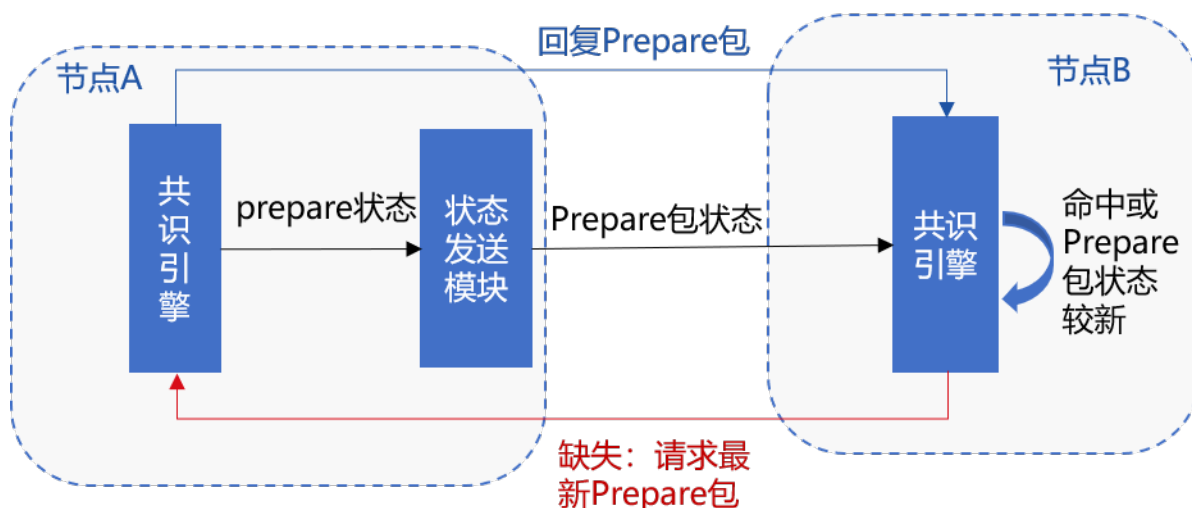 回复Prepare包
节点A
节点B
共
识
引
擎
prepare状态
状态
发送
模块
Prepare包状态
共识
引擎
命中或
Prepare
包状态
较新
缺失：请求最
新Prepare包